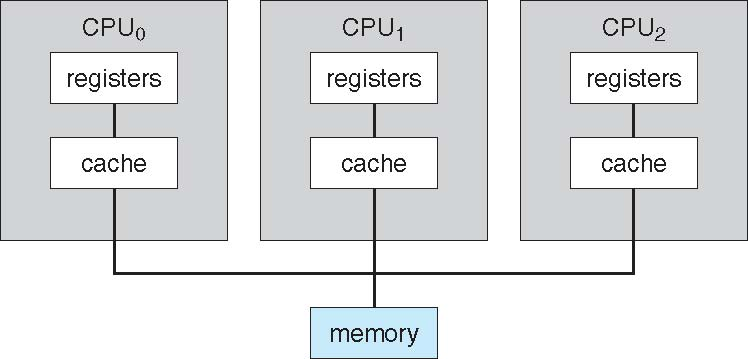 CPU₀
CPU₁
CPU₂
registers
registers
registers
cache
cache
cache
memory